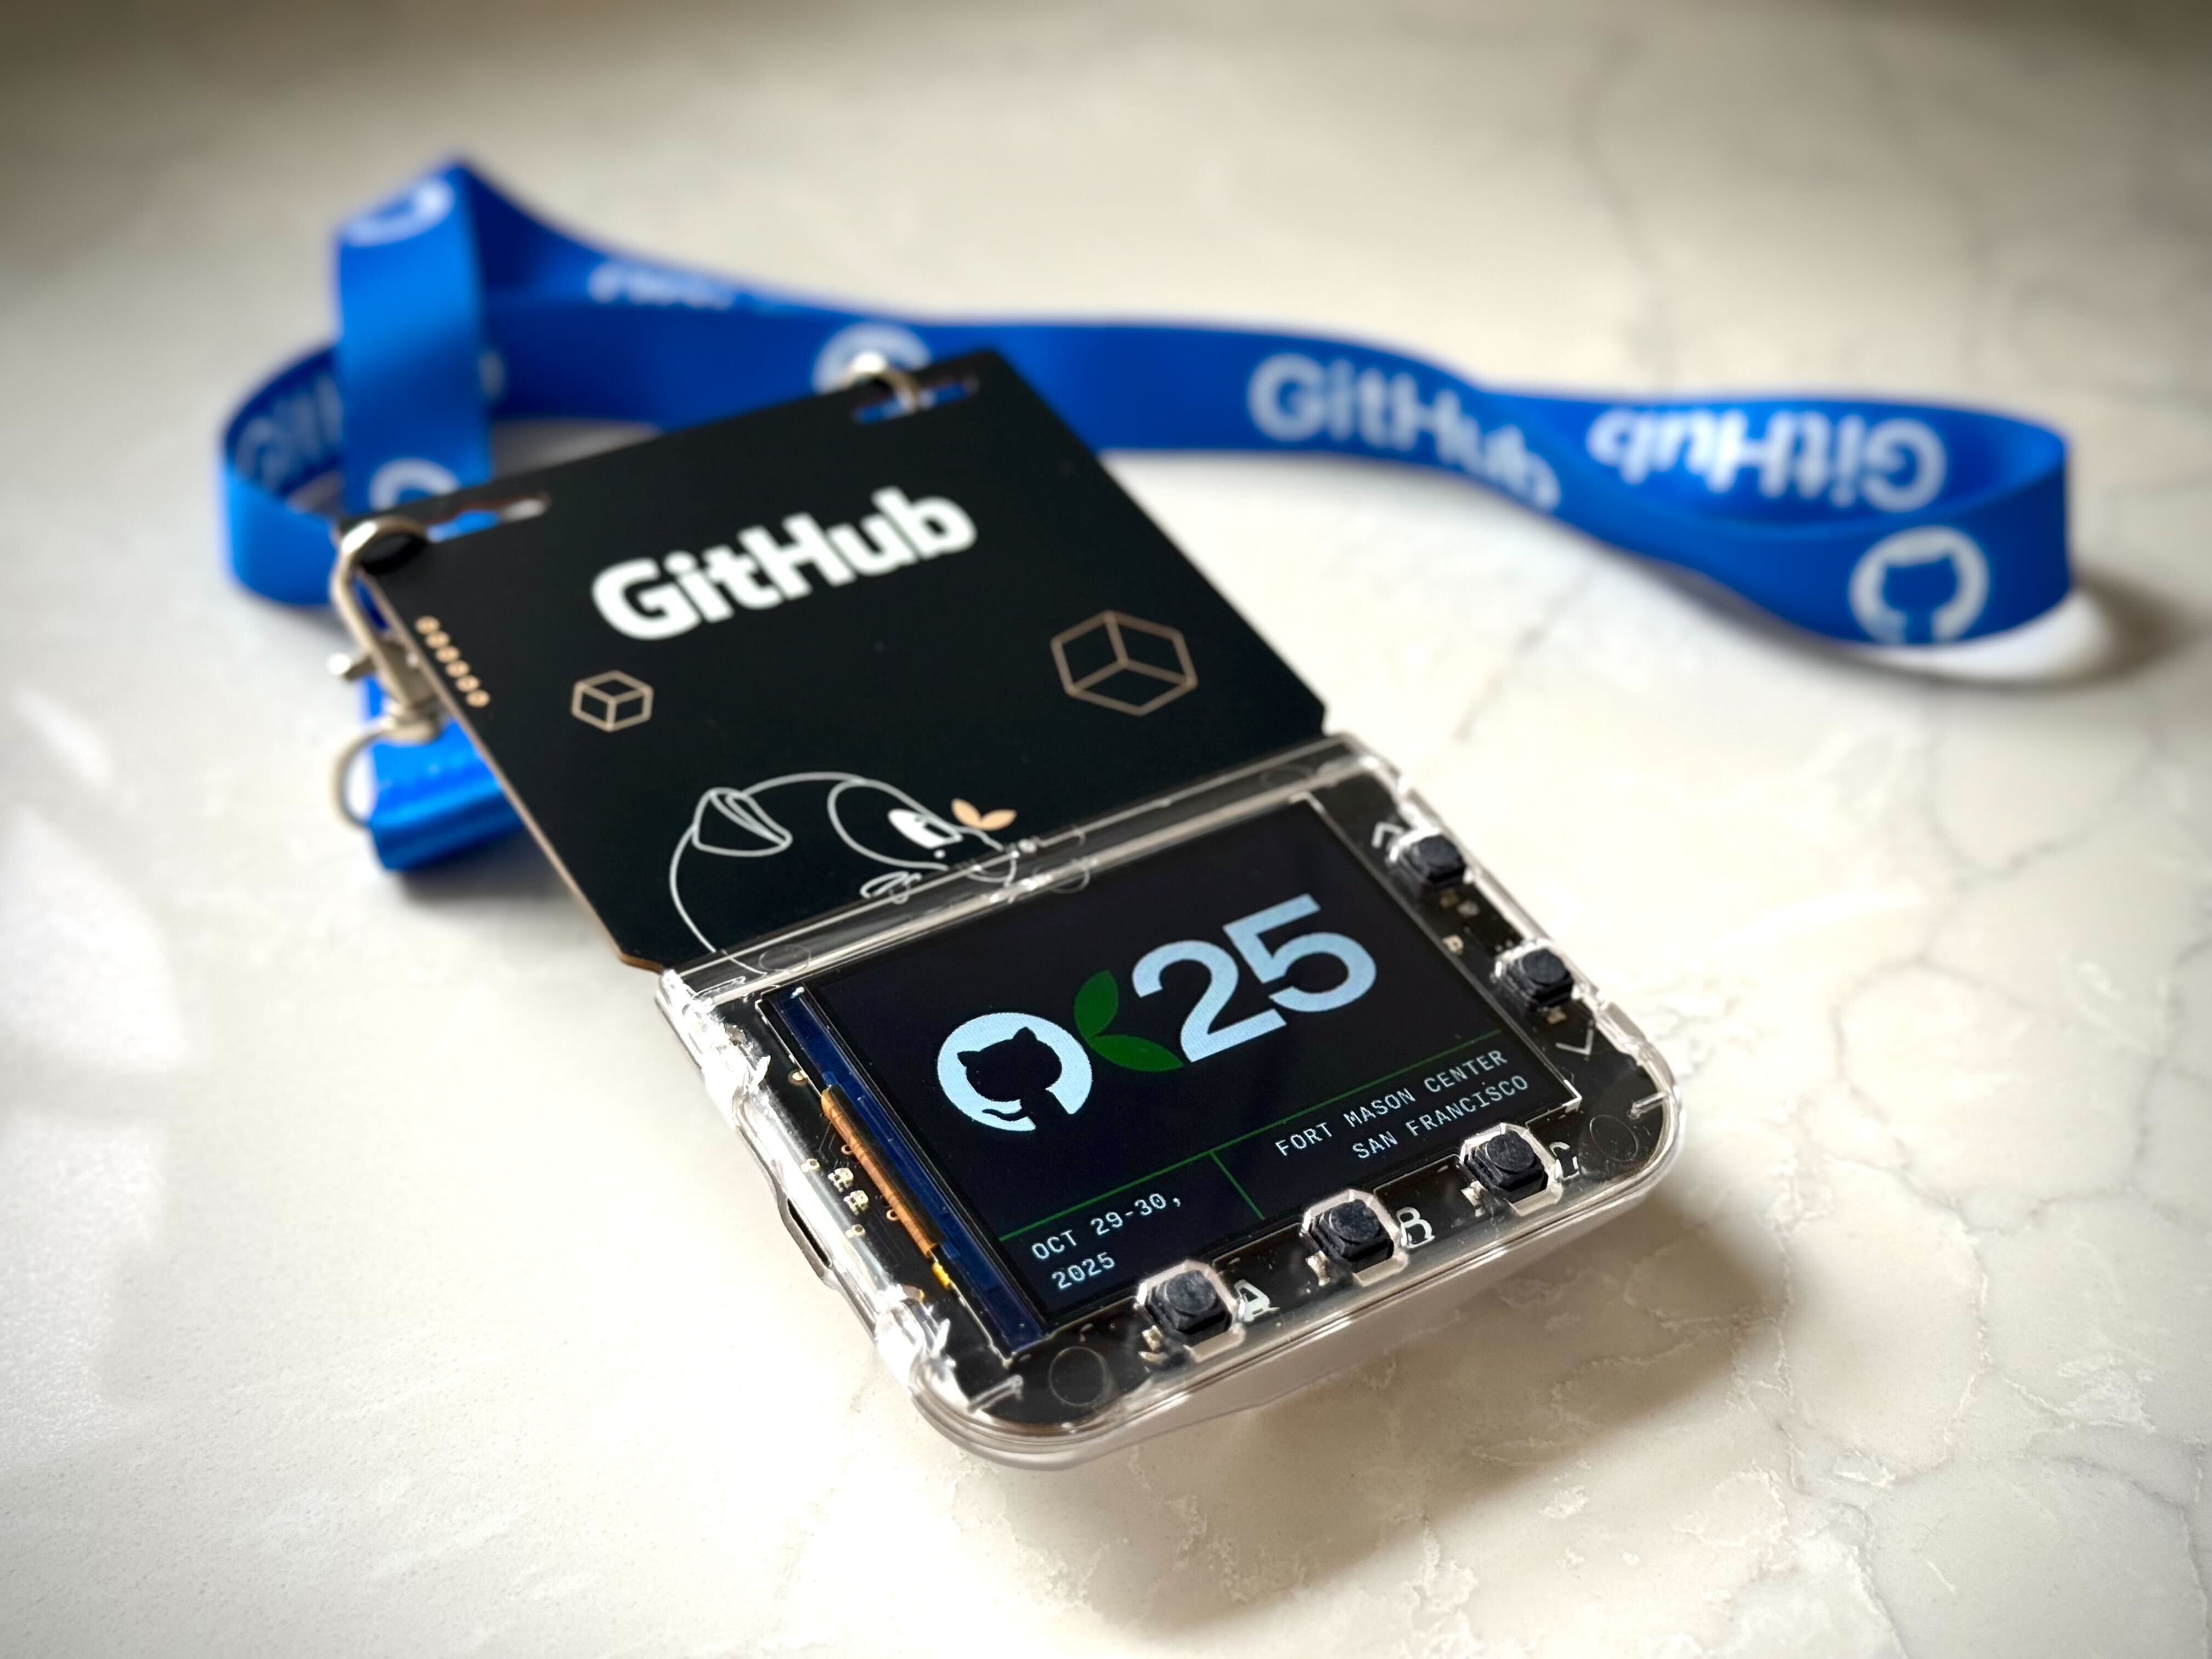 GitHub
GitHub
GitHub
25
FORT MASON CENTER
SAN FRANCISCO
OCT 29-30,
2025
A
B
C